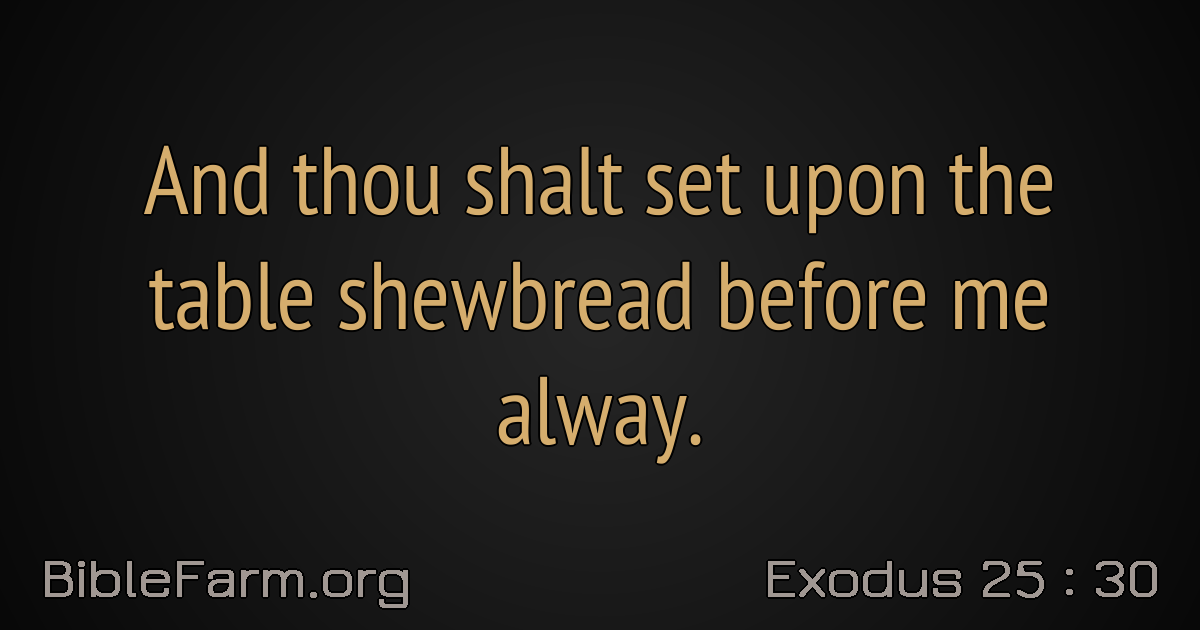 And thou shalt set upon the
table shewbread before me
alway.
BibleFarm.org
Exodus 25 : 30